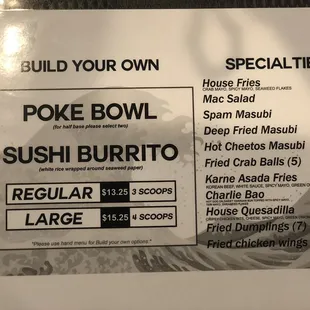 BUILD YOUR OWN
POKE BOWL
(for half base please select two)
SUSHI BURRITO
(white rice wrapped around seaweed paper)
REGULAR $13.25 3 SCOOPS
LARGE $15.25 4 SCOOPS
*Please use hand menu for Build your own options.
SPECIALTIE
House Fries
CRAB MAYO, SPICY MAYO, SEAWEED FLAKES
Mac Salad
Spam Masubi
Deep Fried Masubi
Hot Cheetos Masubi
Fried Crab Balls (5)
Karne Asada Fries
KOREAN BEEF, WHITE SAUCE, SPICY MAYO, GREEN O
Charlie Bao
House Quesadilla
CHEESE, SPICY MAYO, GREEN
Fried Dumplings (7)
Fried chicken wings